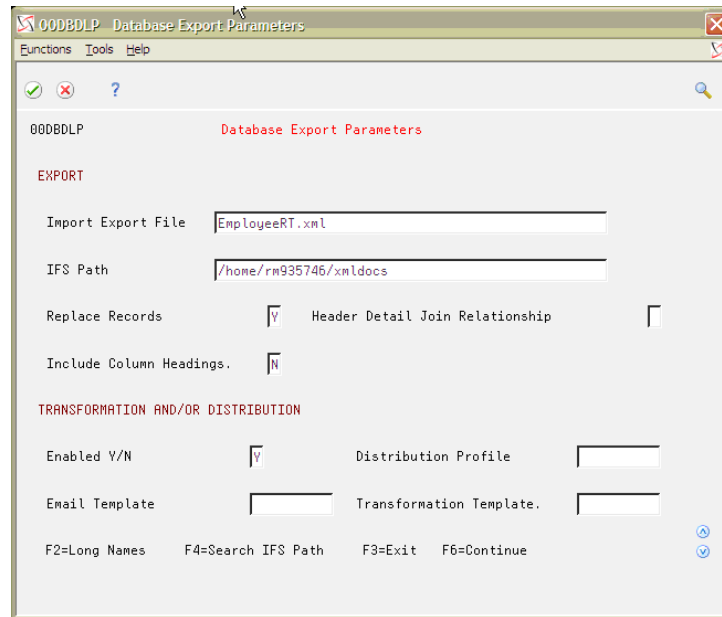 00DBDLP Database Export Parameters
Functions Tools Help
?
00DBDLP Database Export Parameters
EXPORT
Import Export File EmployeeRT.xml
IFS Path /home/rm935746/xmldocs
Replace Records Y Header Detail Join Relationship
Include Column Headings. N
TRANSFORMATION AND/OR DISTRIBUTION
Enabled Y/N Y Distribution Profile
Email Template Transformation Template.
F2=Long Names F4=Search IFS Path F3=Exit F6=Continue